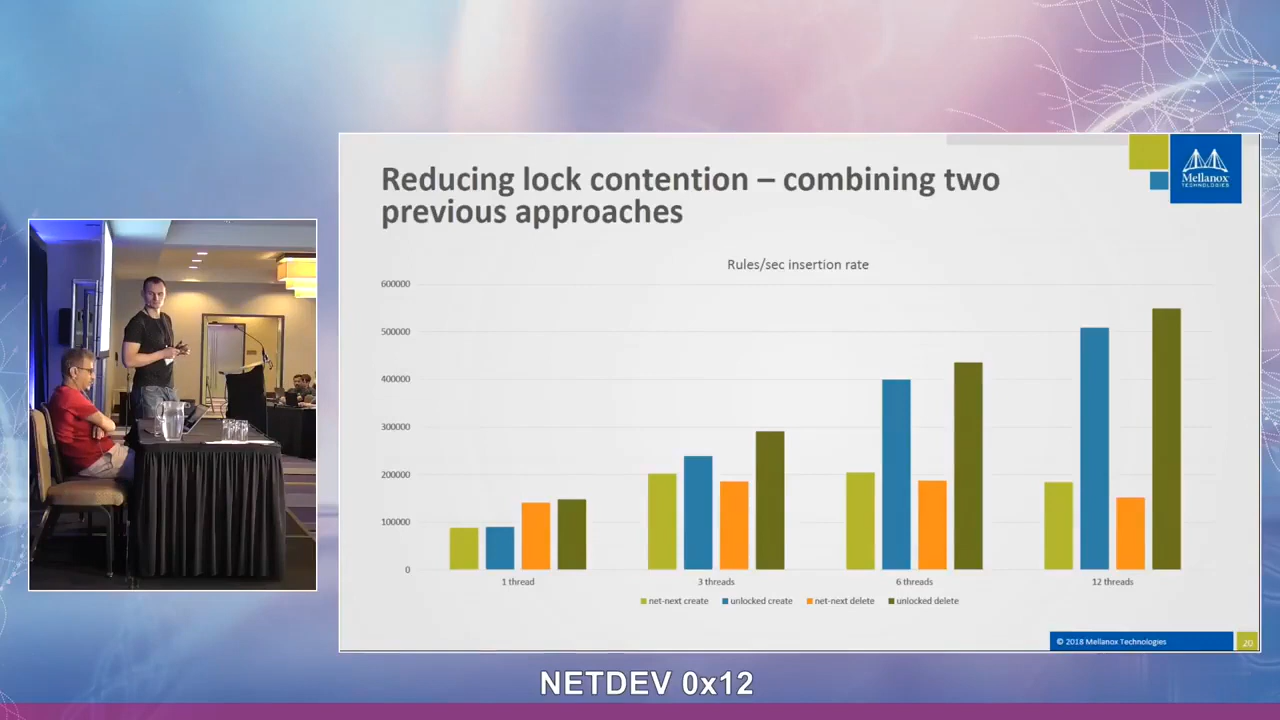 Reducing lock contention – combining two
previous approaches
Mellanox
TECHNOLOGIES
Rules/sec insertion rate
600000
500000
400000
300000
200000
100000
0
1 thread
3 threads
6 threads
12 threads
net-next create
unlocked create
net-next delete
unlocked delete
© 2018 Mellanox Technologies
20
NETDEV 0x12